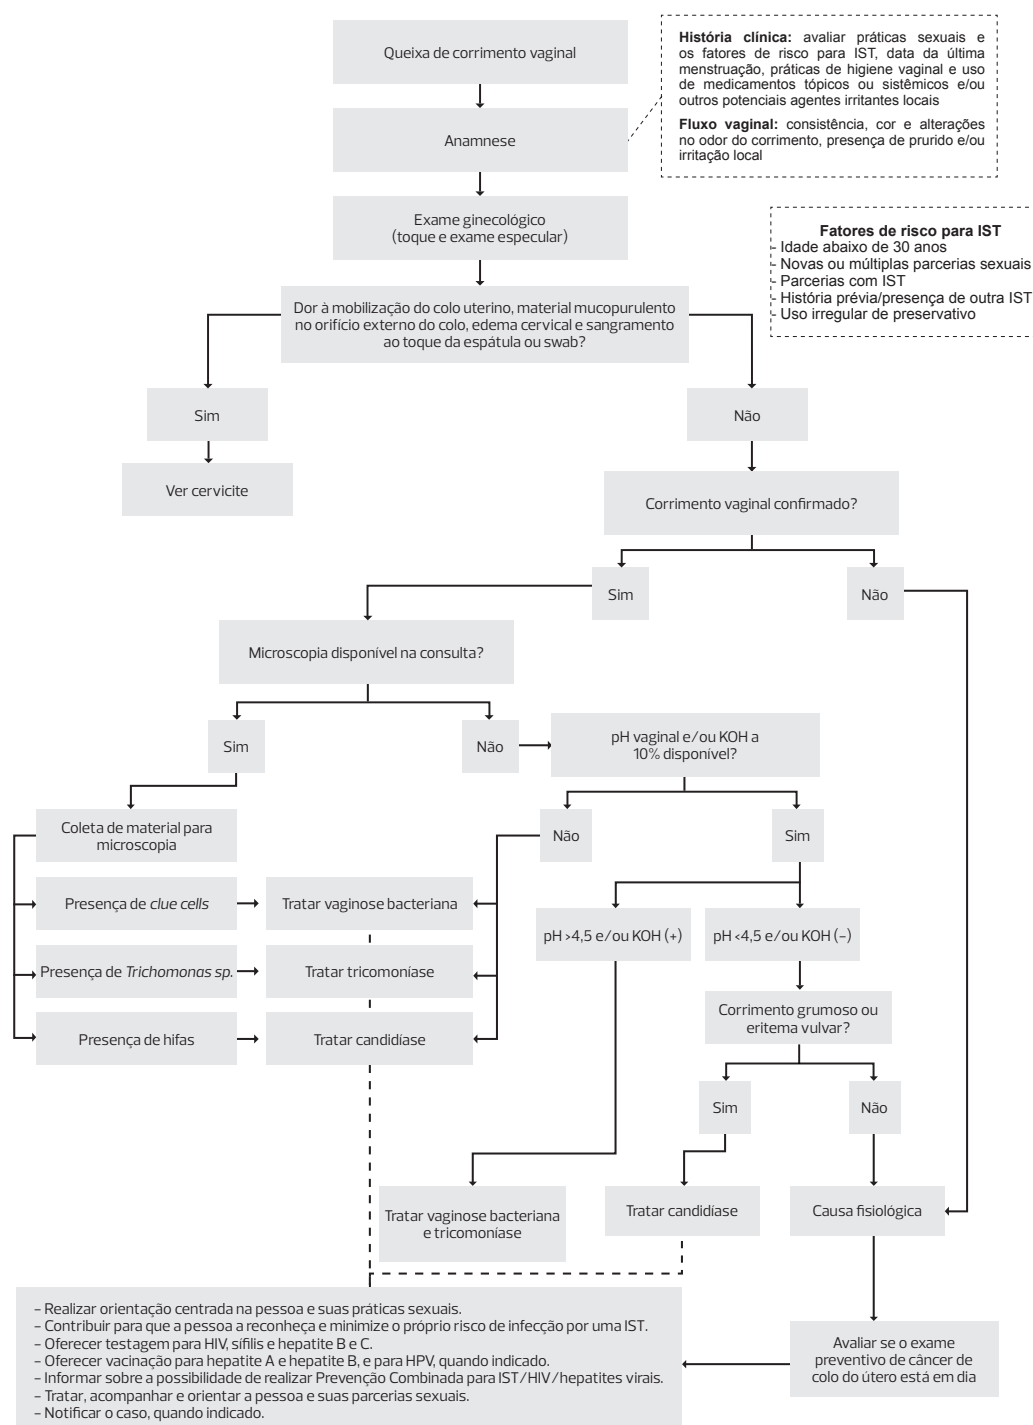 Queixa de corrimento vaginal
História clínica: avaliar práticas sexuais e
os fatores de risco para IST, data da última
menstruação, práticas de higiene vaginal e uso
de medicamentos tópicos ou sistêmicos e/ou
outros potenciais agentes irritantes locais
Fluxo vaginal: consistência, cor e alterações
no odor do corrimento, presença de prurido e/ou
irritação local
Anamnese
Exame ginecológico
(toque e exame especular)
Fatores de risco para IST
- Idade abaixo de 30 anos
- Novas ou múltiplas parcerias sexuais
- Parcerias com IST
- História prévia/presença de outra IST
- Uso irregular de preservativo
Dor à mobilização do colo uterino, material mucopurulento
no orifício externo do colo, edema cervical e sangramento
ao toque da espátula ou swab?
Sim
Não
Ver cervicite
Corrimento vaginal confirmado?
Sim
Não
Microscopia disponível na consulta?
Sim
Não
pH vaginal e/ou KOH a
10% disponível?
Coleta de material para
microscopia
Não
Sim
Presença de clue cells
Tratar vaginose bacteriana
pH >4,5 e/ou KOH (+)
pH <4,5 e/ou KOH (-)
Presença de Trichomonas sp.
Tratar tricomoníase
Corrimento grumoso ou
eritema vulvar?
Presença de hifas
Tratar candidíase
Sim
Não
Tratar vaginose bacteriana
e tricomoníase
Tratar candidíase
Causa fisiológica
- Realizar orientação centrada na pessoa e suas práticas sexuais.
- Contribuir para que a pessoa a reconheça e minimize o próprio risco de infecção por uma IST.
- Oferecer testagem para HIV, sífilis e hepatite B e C.
- Oferecer vacinação para hepatite A e hepatite B, e para HPV, quando indicado.
- Informar sobre a possibilidade de realizar Prevenção Combinada para IST/HIV/hepatites virais.
- Tratar, acompanhar e orientar a pessoa e suas parcerias sexuais.
- Notificar o caso, quando indicado.
Avaliar se o exame
preventivo de câncer de
colo do útero está em dia